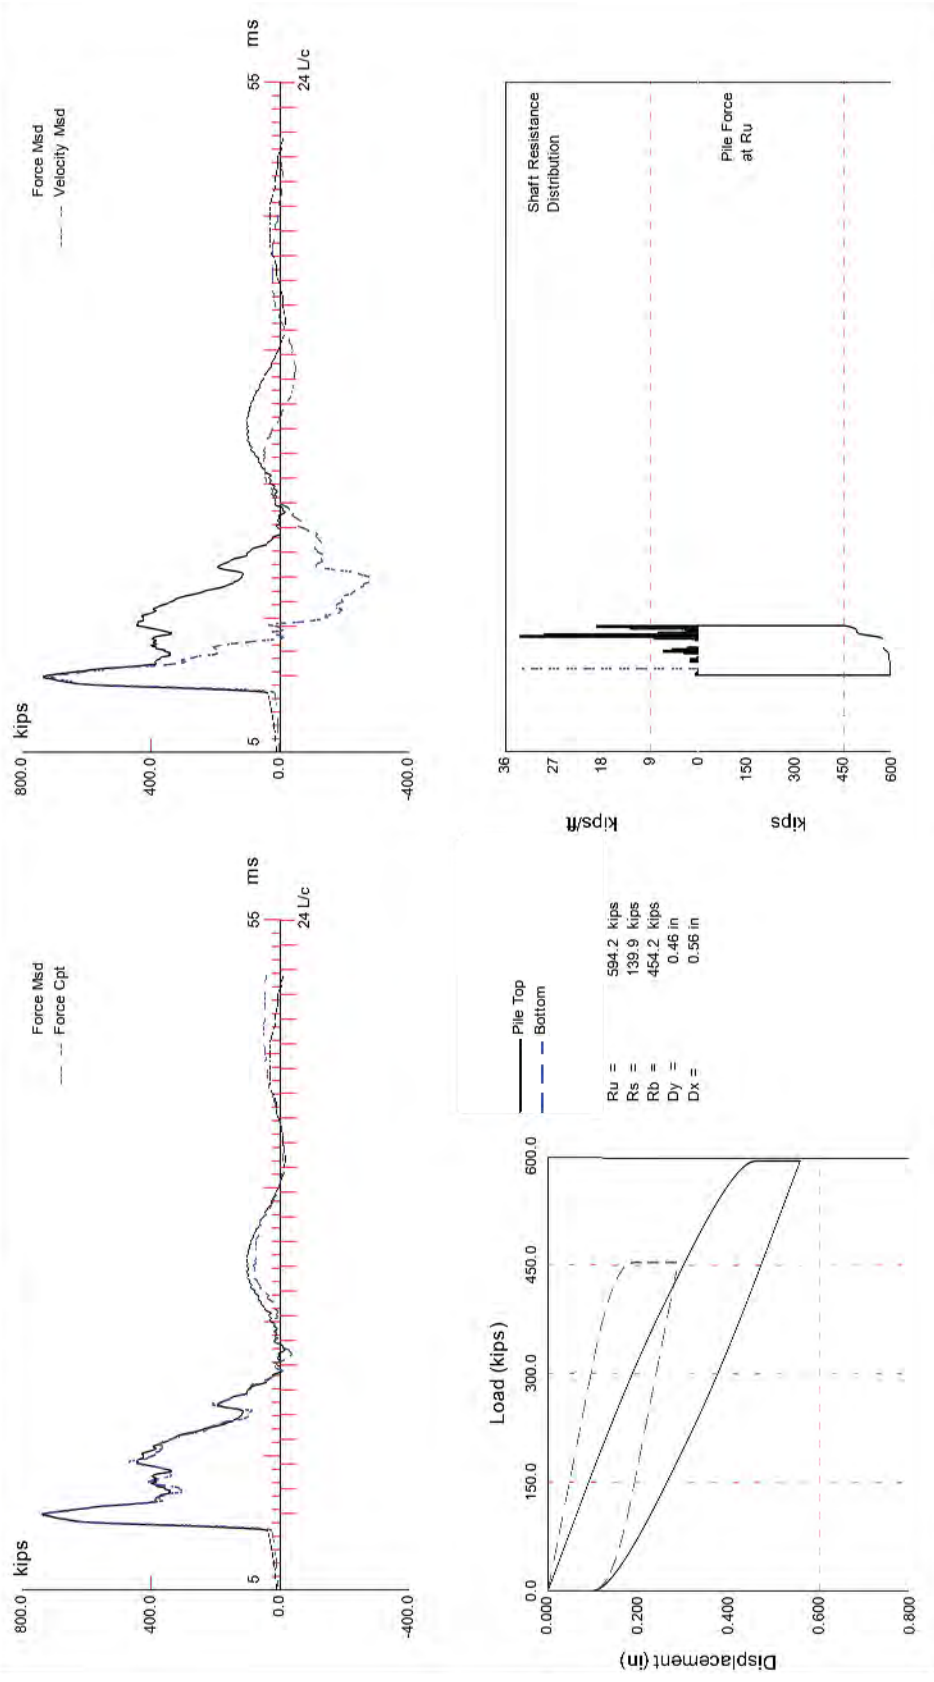 800.0
kips
400.0
0.0
-400.0
5
55
ms
24 L/c
Force Msd
Force Cpt
800.0
kips
400.0
0.0
-400.0
5
55
ms
24 L/c
Force Msd
Velocity Msd
Load (kips)
0.0
150.0
300.0
450.0
600.0
0.000
0.200
0.400
0.600
0.800
Displacement (in)
Pile Top
Bottom
Ru = 594.2 kips
Rs = 139.9 kips
Rb = 454.2 kips
Dy = 0.46 in
Dx = 0.56 in
36
27
18
9
0
150
300
450
600
kips/ft
kips
Shaft Resistance
Distribution
Pile Force
at Ru